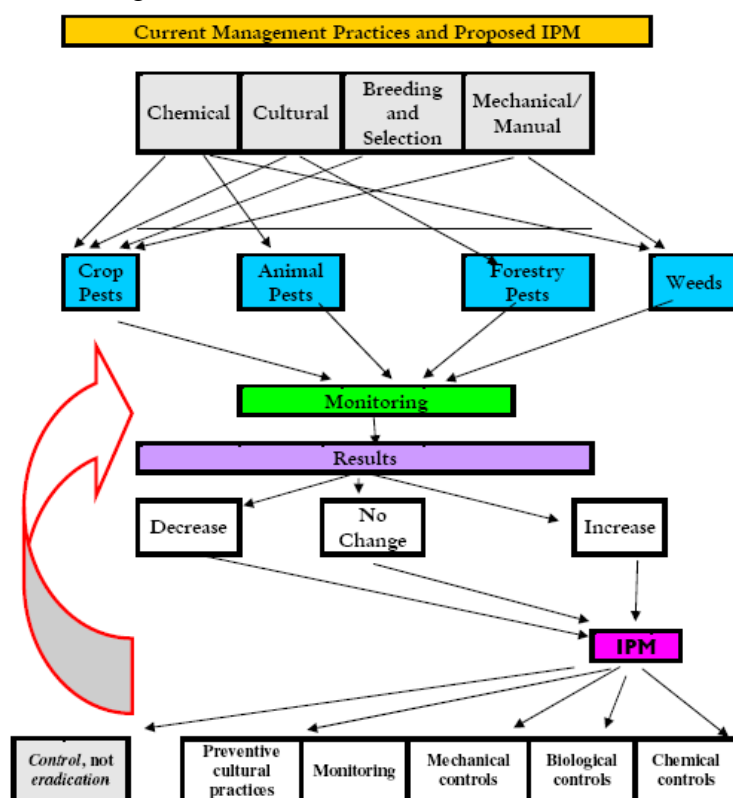 Current Management Practices and Proposed IPM
Chemical
Cultural
Breeding
and
Selection
Mechanical/
Manual
Crop
Pests
Animal
Pests
Forestry
Pests
Weeds
Monitoring
Results
Decrease
No
Change
Increase
IPM
Control, not
eradication
Preventive
cultural
practices
Monitoring
Mechanical
controls
Biological
controls
Chemical
controls